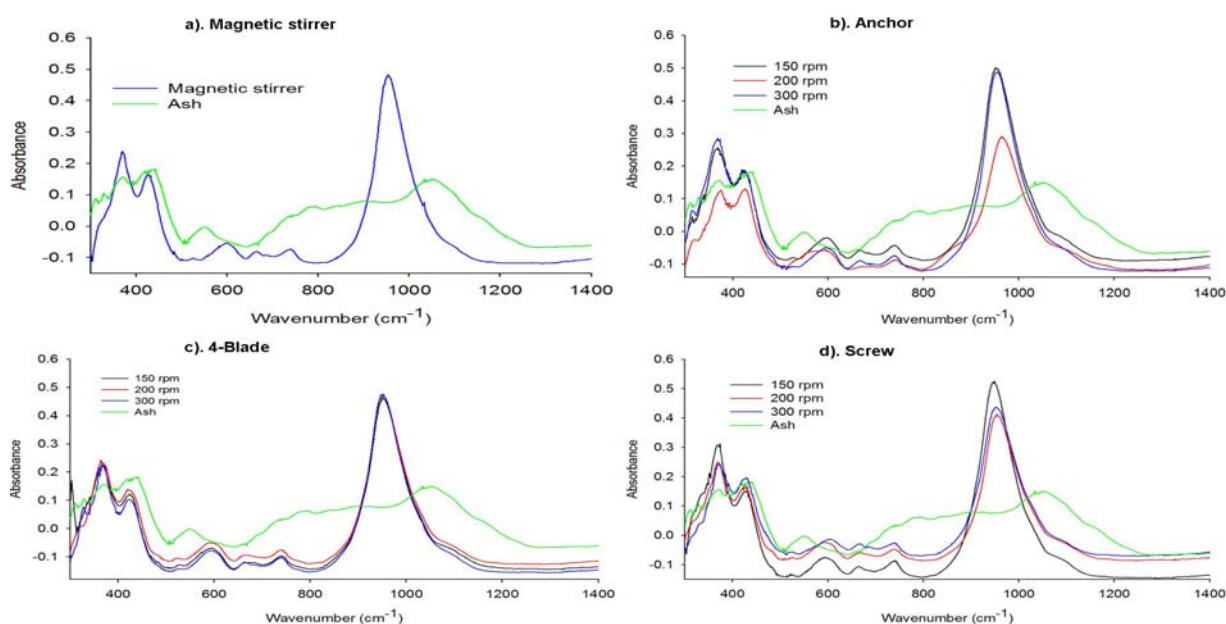 a). Magnetic stirrer
0.6
0.5
0.4
0.3
0.2
0.1
0.0
-0.1
Absorbance
Magnetic stirrer
Ash
400 600 800 1000 1200 1400
Wavenumber (cm⁻¹)
b). Anchor
0.6
0.5
0.4
0.3
0.2
0.1
0.0
-0.1
Absorbance
150 rpm
200 rpm
300 rpm
Ash
400 600 800 1000 1200 1400
Wavenumber (cm⁻¹)
c). 4-Blade
0.6
0.5
0.4
0.3
0.2
0.1
0.0
-0.1
Absorbance
150 rpm
200 rpm
300 rpm
Ash
400 600 800 1000 1200 1400
Wavenumber (cm⁻¹)
d). Screw
0.6
0.5
0.4
0.3
0.2
0.1
0.0
-0.1
Absorbance
150 rpm
200 rpm
300 rpm
Ash
400 600 800 1000 1200 1400
Wavenumber (cm⁻¹)